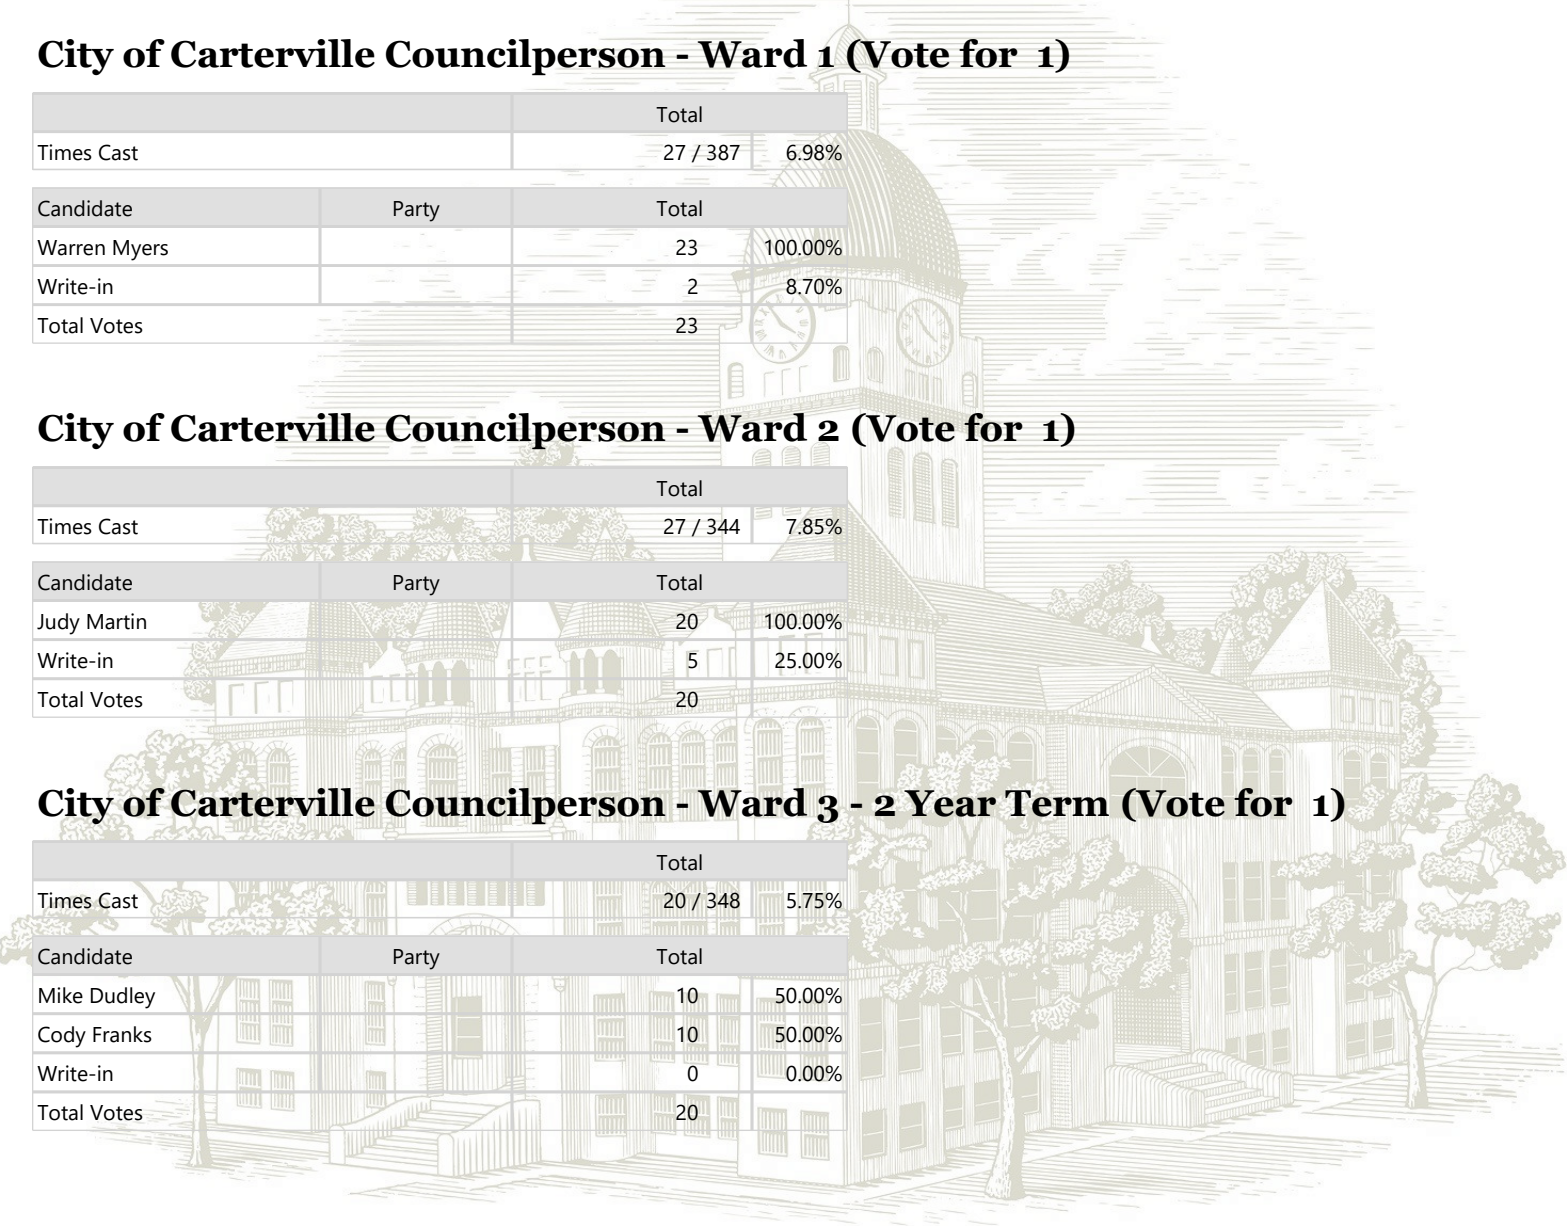 City of Carterville Councilperson - Ward 1 (Vote for 1)
Total
Times Cast 27 / 387 6.98%
Candidate Party Total
Warren Myers 23 100.00%
Write-in 2 8.70%
Total Votes 23
City of Carterville Councilperson - Ward 2 (Vote for 1)
Total
Times Cast 27 / 344 7.85%
Candidate Party Total
Judy Martin 20 100.00%
Write-in 5 25.00%
Total Votes 20
City of Carterville Councilperson - Ward 3 - 2 Year Term (Vote for 1)
Total
Times Cast 20 / 348 5.75%
Candidate Party Total
Mike Dudley 10 50.00%
Cody Franks 10 50.00%
Write-in 0 0.00%
Total Votes 20